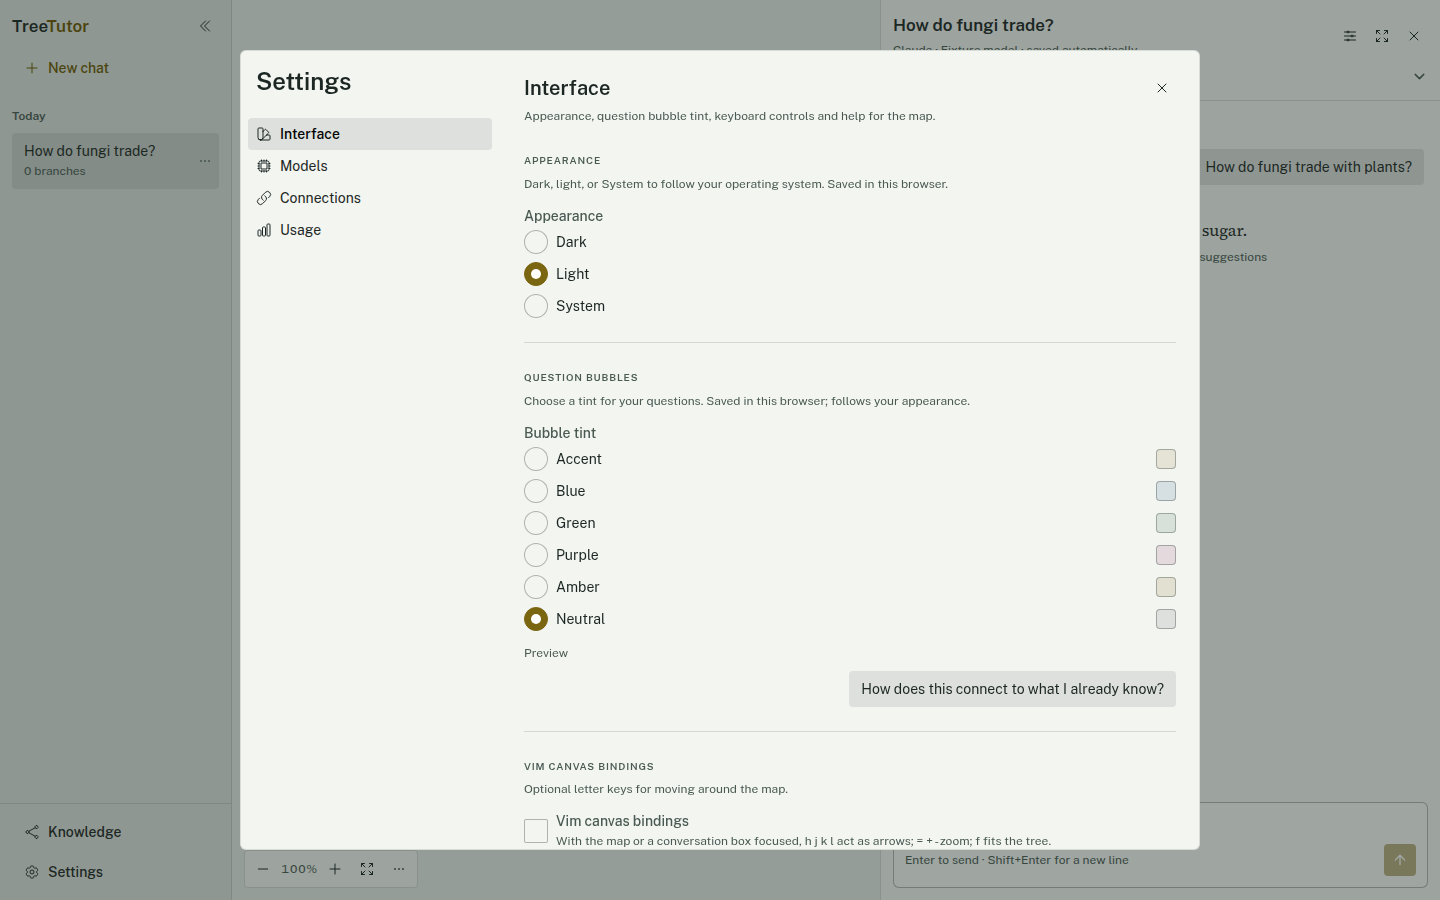 TreeTutor
New chat
Today
How do fungi trade?
0 branches
Knowledge
Settings
100%
How do fungi trade?
How do fungi trade with plants?
sugar.
suggestions
Enter to send · Shift+Enter for a new line
Settings
Interface
Models
Connections
Usage
Interface
Appearance, question bubble tint, keyboard controls and help for the map.
APPEARANCE
Dark, light, or System to follow your operating system. Saved in this browser.
Appearance
Dark
Light
System
QUESTION BUBBLES
Choose a tint for your questions. Saved in this browser; follows your appearance.
Bubble tint
Accent
Blue
Green
Purple
Amber
Neutral
Preview
How does this connect to what I already know?
VIM CANVAS BINDINGS
Optional letter keys for moving around the map.
Vim canvas bindings
With the map or a conversation box focused, h j k l act as arrows; = + - zoom; f fits the tree.